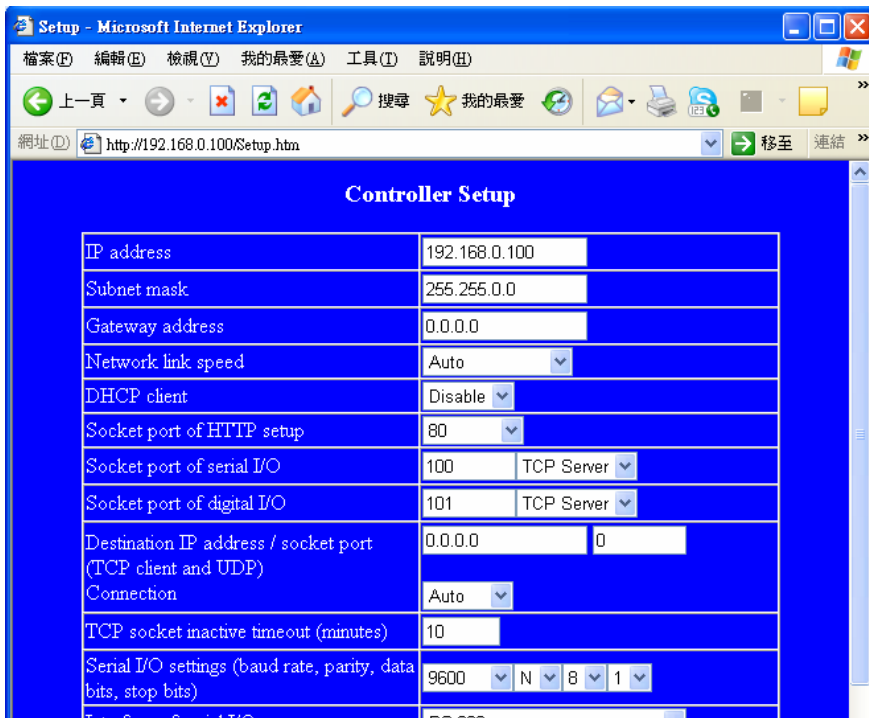 Setup - Microsoft Internet Explorer
檔案(F) 編輯(E) 檢視(V) 我的最愛(A) 工具(T) 說明(H)
上一頁 搜尋 我的最愛
網址(D) http://192.168.0.100/Setup.htm 移至 連結
Controller Setup
IP address 192.168.0.100
Subnet mask 255.255.0.0
Gateway address 0.0.0.0
Network link speed Auto
DHCP client Disable
Socket port of HTTP setup 80
Socket port of serial I/O 100 TCP Server
Socket port of digital I/O 101 TCP Server
Destination IP address / socket port 0.0.0.0 0
(TCP client and UDP)
Connection Auto
TCP socket inactive timeout (minutes) 10
Serial I/O settings (baud rate, parity, data 9600 N 8 1
bits, stop bits)